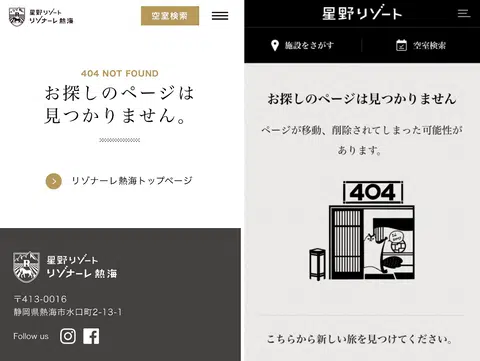 星野リゾート
リゾナーレ 熱海
空室検索
404 NOT FOUND
お探しのページは
見つかりません。
リゾナーレ熱海トップページ
星野リゾート
リゾナーレ 熱海
〒413-0016
静岡県熱海市水口町2-13-1
Follow us
星野リゾート
施設をさがす
空室検索
お探しのページは見つかりません
ページが移動、削除されてしまった可能性が
あります。
404
こちらから新しい旅を見つけてください。